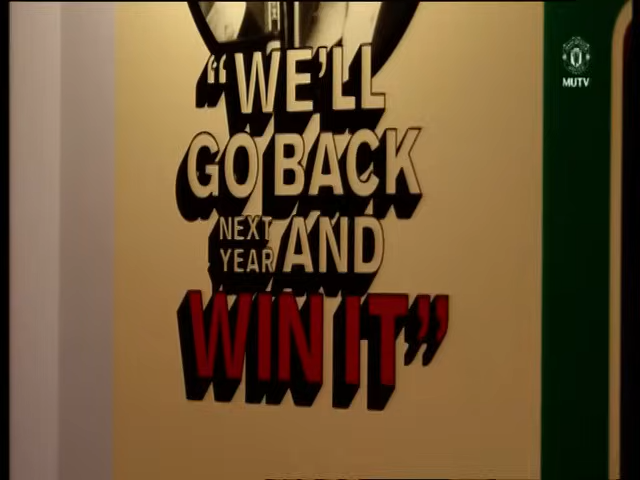 MUTV
“WE’LL
GO BACK
NEXT
YEAR AND
WIN IT”